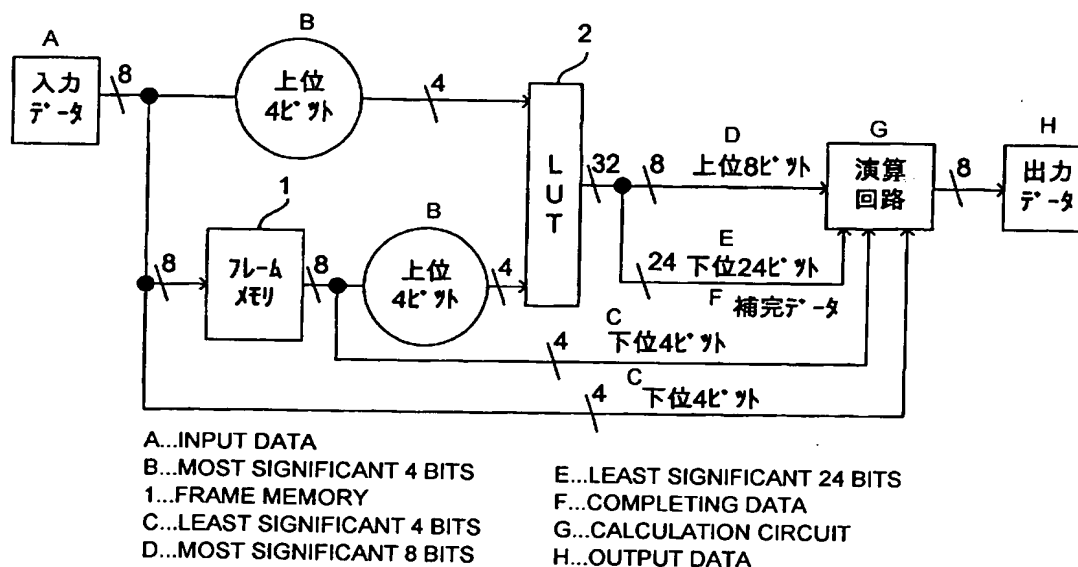 B
2
A
入力
デ゛ータ
8
上位
4ビット
4
LUT
32
D
上位8ビット
8
G
演算
回路
8
H
出力
デ゛ータ
1
B
8
フレーム
メモリ
8
上位
4ビット
4
E
24 下位24ビット
F 補完デ゛ータ
C
下位4ビット
4
C
下位4ビット
4
A...INPUT DATA
B...MOST SIGNIFICANT 4 BITS
1...FRAME MEMORY
C...LEAST SIGNIFICANT 4 BITS
D...MOST SIGNIFICANT 8 BITS
E...LEAST SIGNIFICANT 24 BITS
F...COMPLETING DATA
G...CALCULATION CIRCUIT
H...OUTPUT DATA